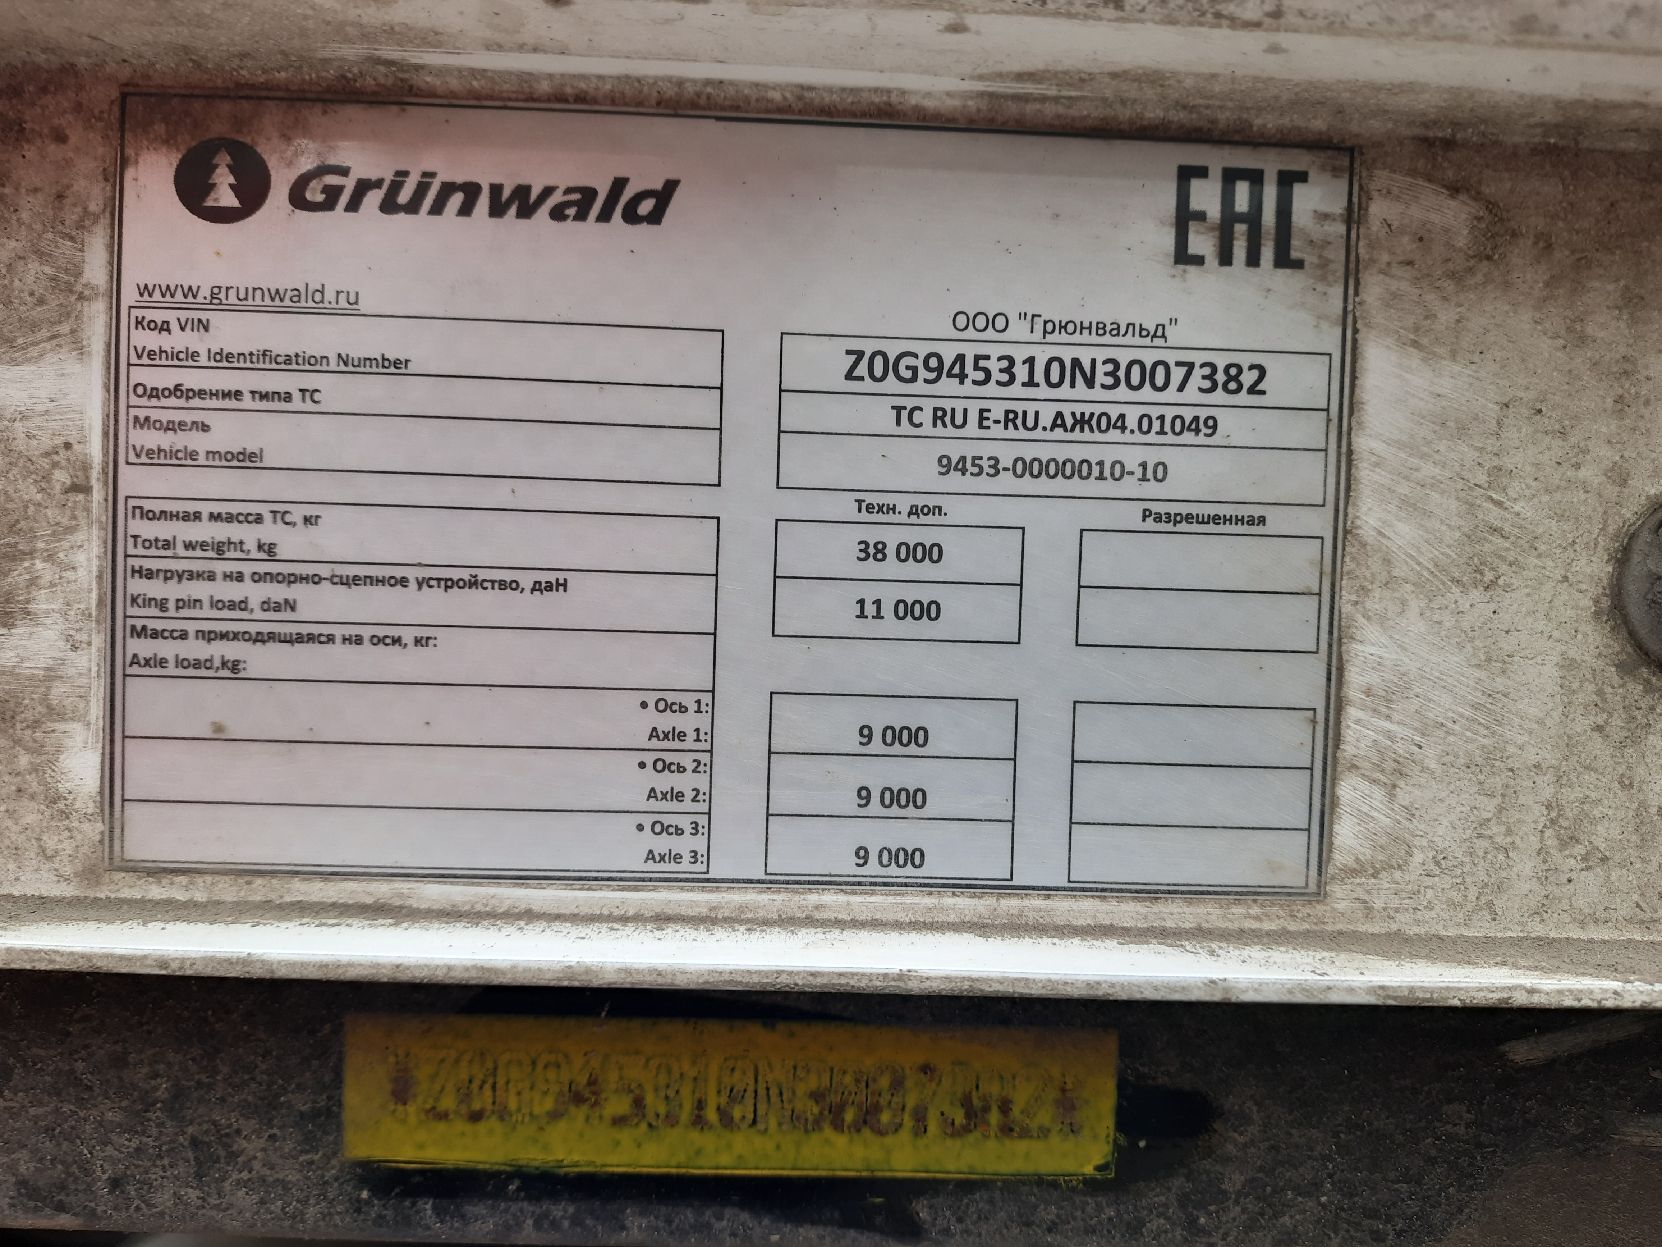 Grünwald
EAC
www.grunwald.ru
ООО "Грюнвальд"
Код VIN
Vehicle Identification Number
Z0G945310N3007382
Одобрение типа ТС
ТС RU Е-RU.АЖ04.01049
Модель
Vehicle model
9453-0000010-10
Техн. доп.
Разрешенная
Полная масса ТС, кг
Total weight, kg
38 000
Нагрузка на опорно-сцепное устройство, даН
King pin load, daN
11 000
Масса приходящаяся на оси, кг:
Axle load,kg:
• Ось 1:
Axle 1:
9 000
• Ось 2:
Axle 2:
9 000
• Ось 3:
Axle 3:
9 000